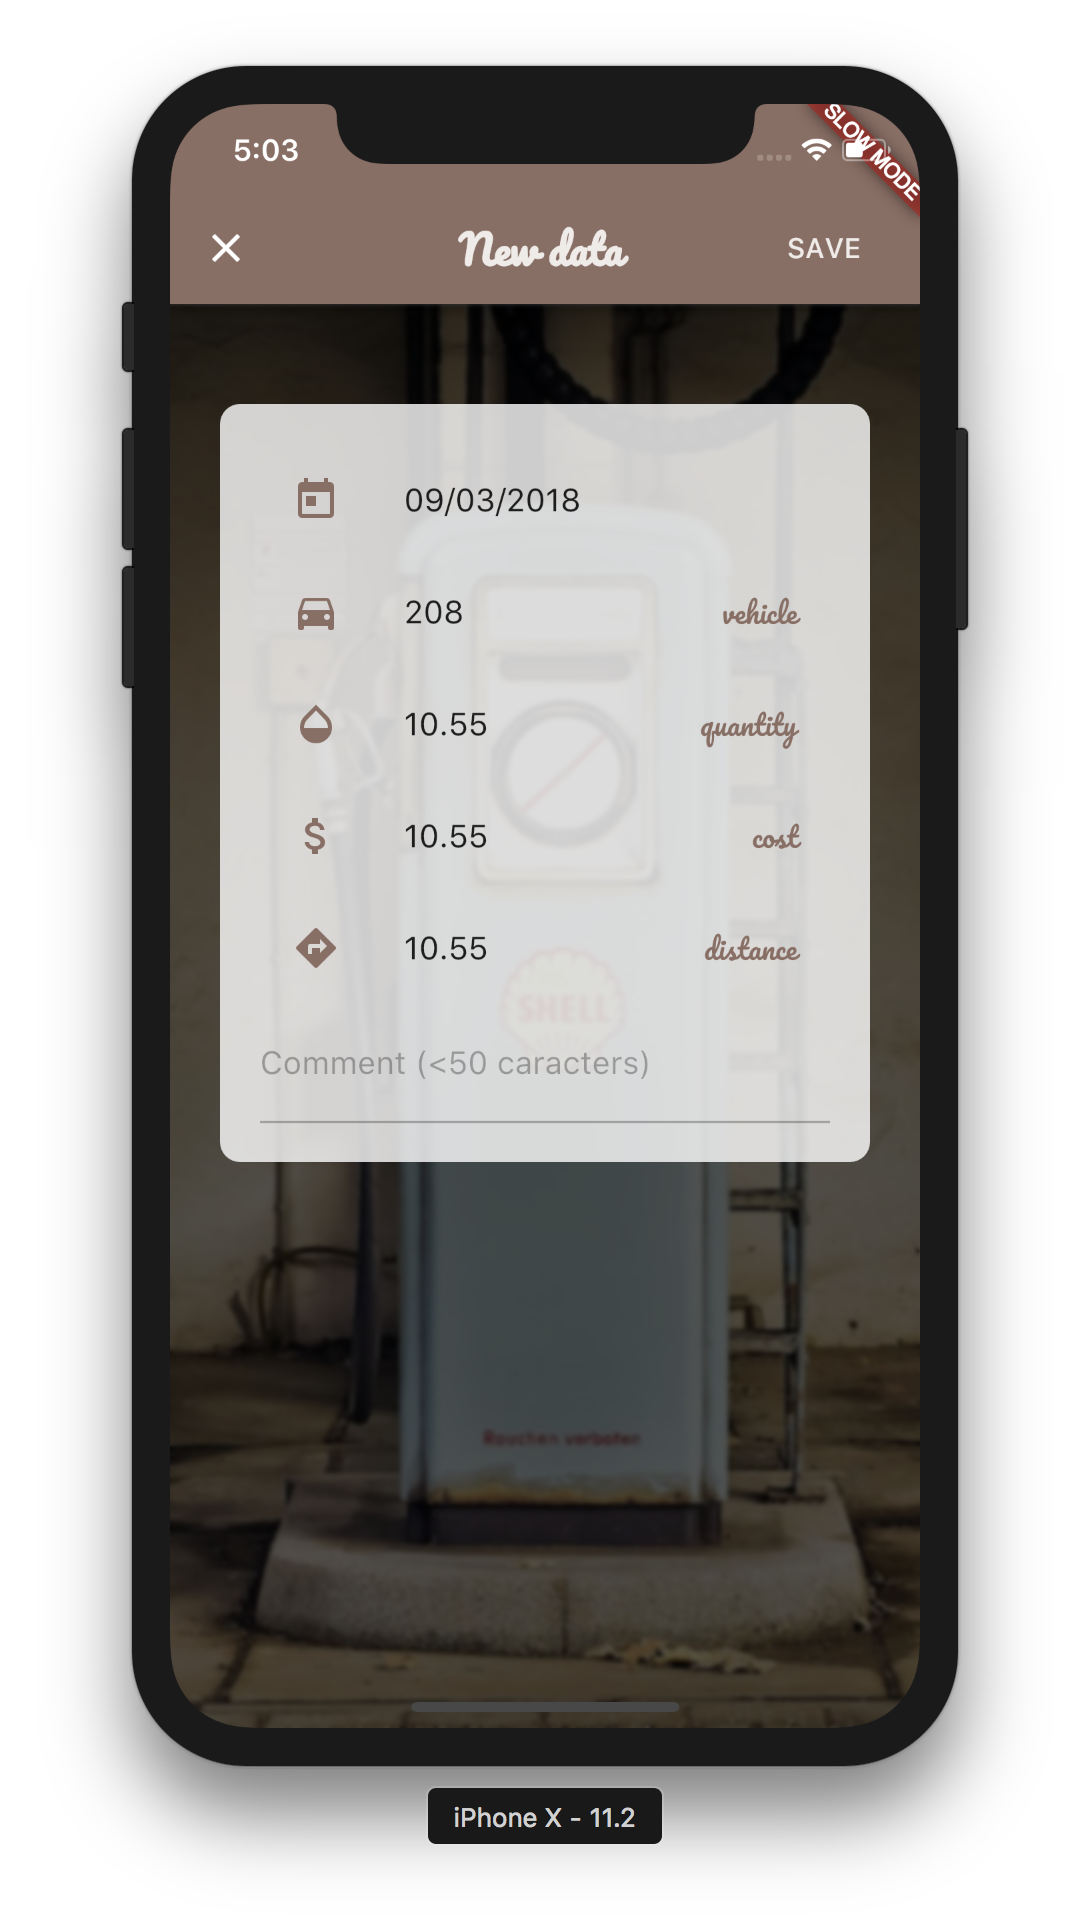 5:03
SLOW MODE
New data
SAVE
09/03/2018
208 vehicle
10.55 quantity
10.55 cost
10.55 distance
SHELL
Comment (<50 caracters)
Rauchen verboten
iPhone X - 11.2